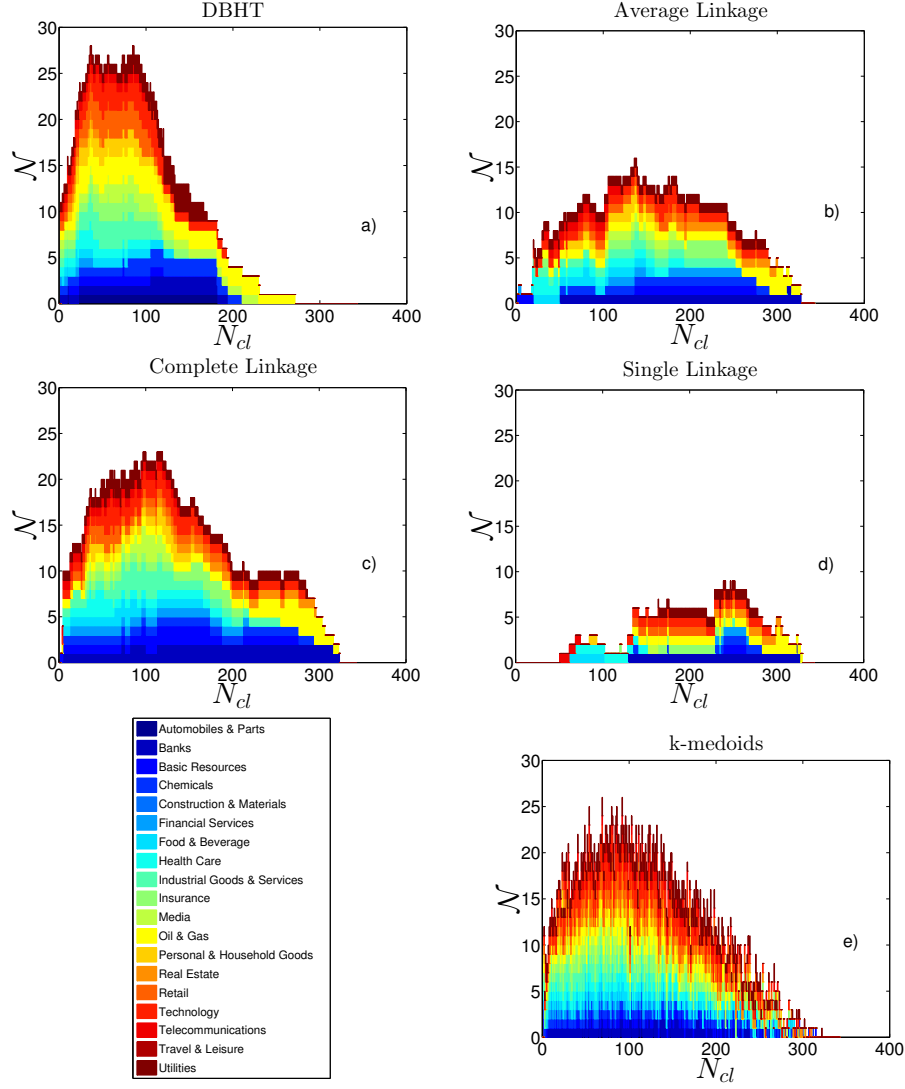 DBHT
30
25
20
15
10
5
0
𝒩
a)
0 100 200 300 400
N_cl
Average Linkage
30
25
20
15
10
5
0
𝒩
b)
0 100 200 300 400
N_cl
Complete Linkage
30
25
20
15
10
5
0
𝒩
c)
0 100 200 300 400
N_cl
Single Linkage
30
25
20
15
10
5
0
𝒩
d)
0 100 200 300 400
N_cl
Automobiles & Parts
Banks
Basic Resources
Chemicals
Construction & Materials
Financial Services
Food & Beverage
Health Care
Industrial Goods & Services
Insurance
Media
Oil & Gas
Personal & Household Goods
Real Estate
Retail
Technology
Telecommunications
Travel & Leisure
Utilities
k-medoids
30
25
20
15
10
5
0
𝒩
e)
0 100 200 300 400
N_cl